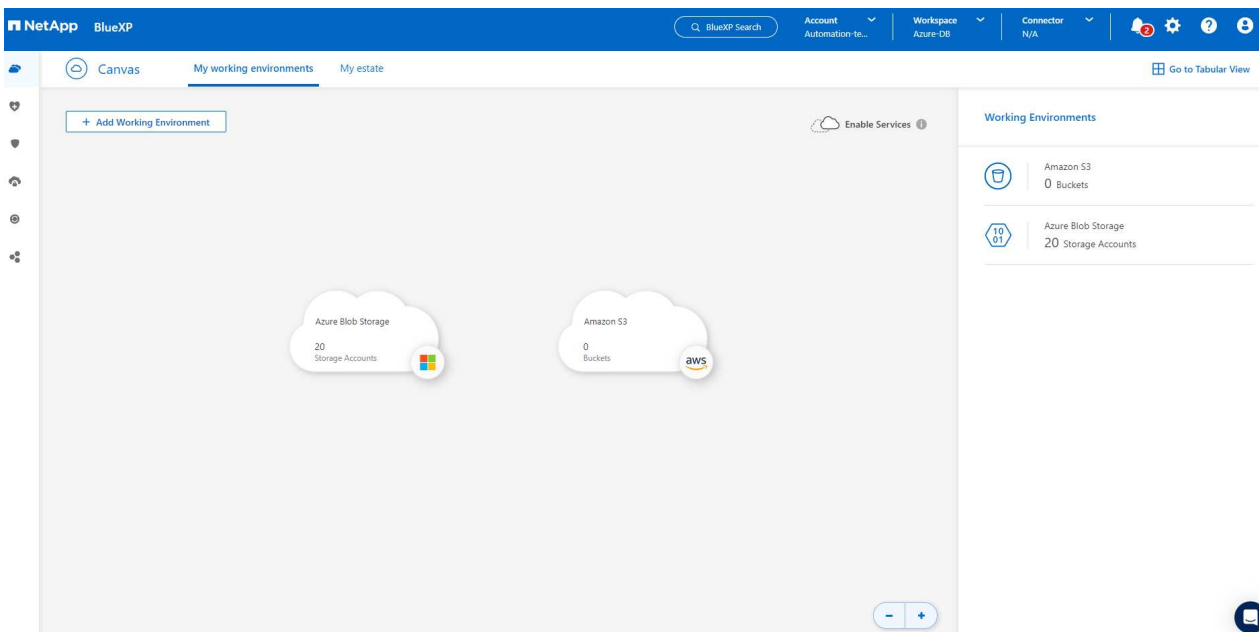 NetApp BlueXP
BlueXP Search
Account
Automation-te...
Workspace
Azure-DB
Connector
N/A
2
Canvas
My working environments
My estate
Go to Tabular View
+ Add Working Environment
Enable Services
Working Environments
Amazon S3
0 Buckets
Azure Blob Storage
20 Storage Accounts
10
01
Azure Blob Storage
20
Storage Accounts
Amazon S3
0
Buckets
aws
- +